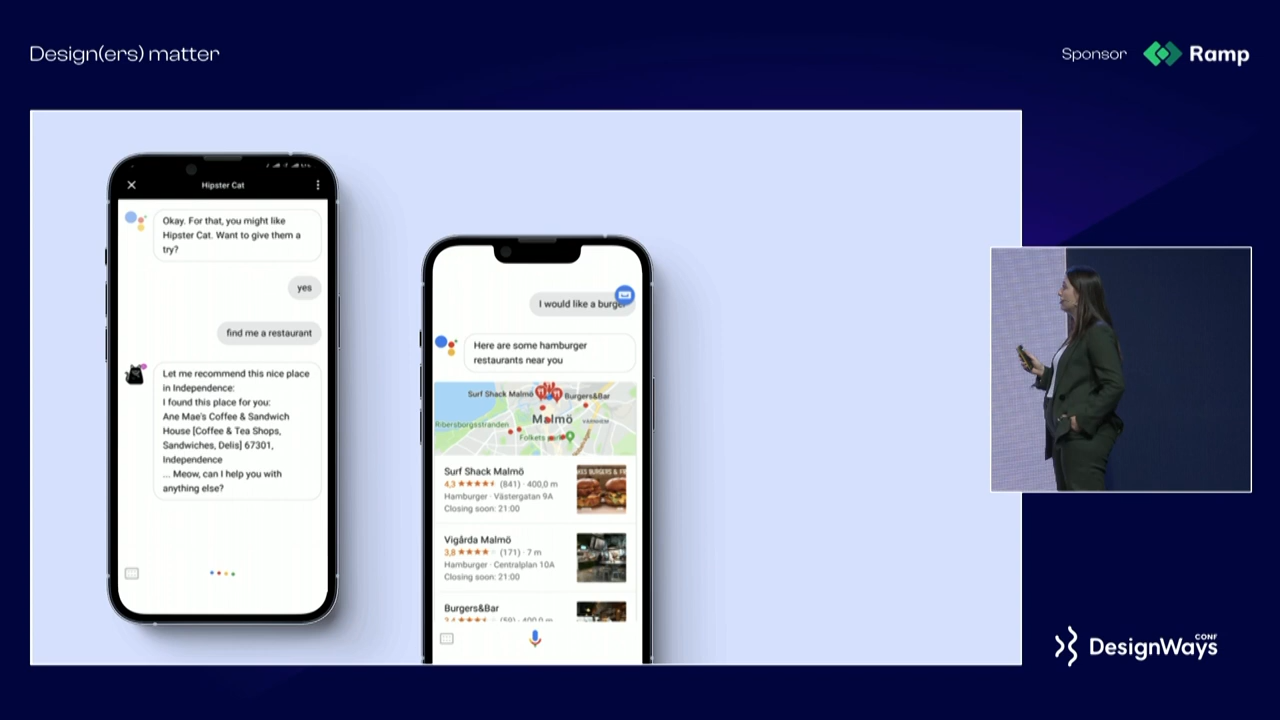 Design(ers) matter
Sponsor
Ramp
Hipster Cat
Okay. For that, you might like
Hipster Cat. Want to give them a
try?
yes
find me a restaurant
Let me recommend this nice place
in Independence:
I found this place for you:
Ane Mae's Coffee & Sandwich
House [Coffee & Tea Shops,
Sandwiches, Delis] 67301,
Independence
... Meow, can I help you with
anything else?
I would like a burger
Here are some hamburger
restaurants near you
Surf Shack Malmö
Burgers&Bar
Malmö
VÄRNHEM
Ribersborgsstranden
Folkets park
Surf Shack Malmö
4,3 (841) · 400,0 m
Hamburger · Västergatan 9A
Closing soon: 21:00
Vigårda Malmö
3,8 (171) · 7 m
Hamburger · Centralplan 10A
Closing soon: 21:00
Burgers&Bar
DesignWays
CONF